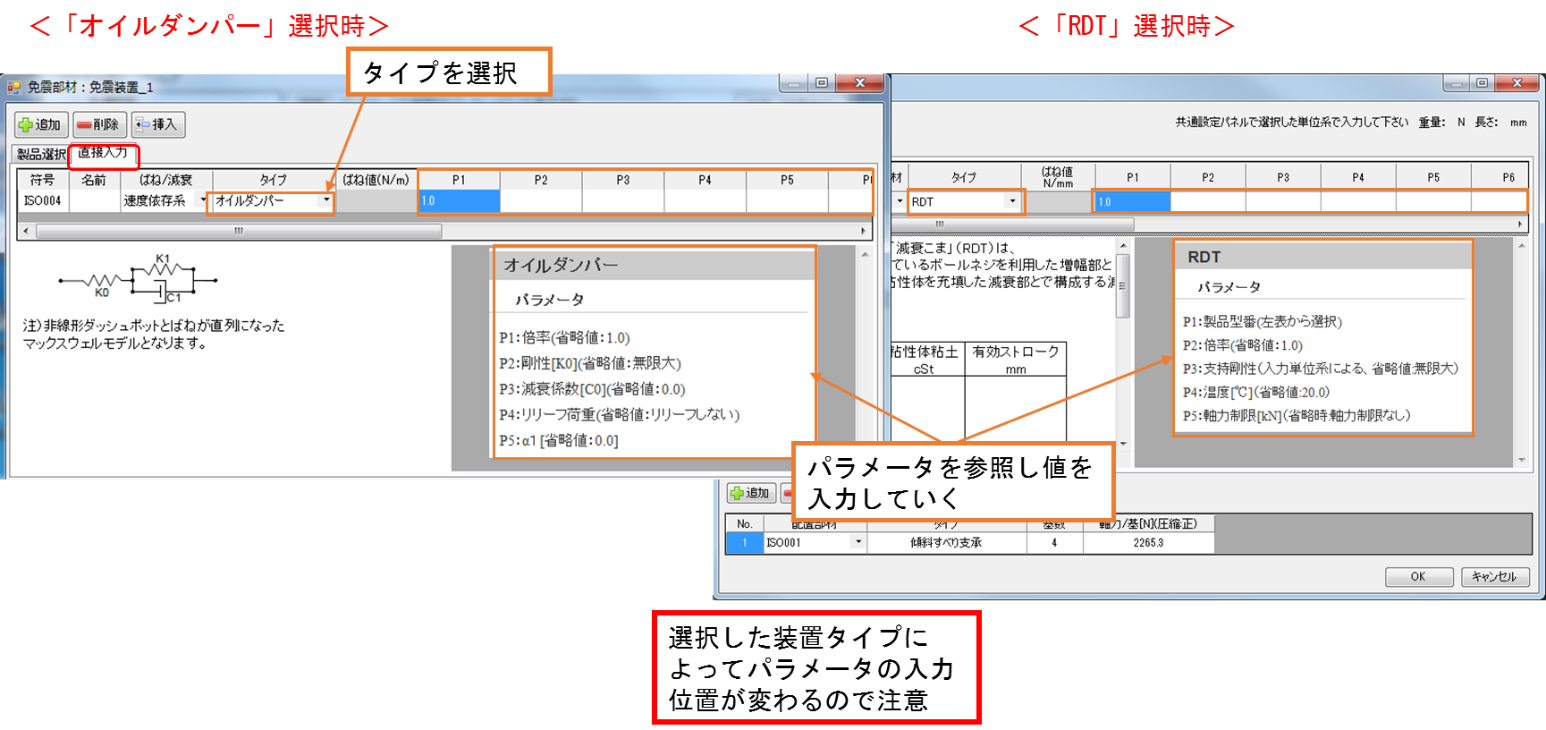 ＜「オイルダンパー」選択時＞
＜「RDT」選択時＞
タイプを選択
免震部材：免震装置_1
追加 削除 挿入
共通設定パネルで選択した単位系で入力して下さい 重量： N 長さ： mm
製品選択 直接入力
符号 名前 ばね/減衰 タイプ ばね値(N/m) P1 P2 P3 P4 P5
ISO004 速度依存系 オイルダンパー 1.0
材 タイプ ばね値 N/mm P1 P2 P3 P4 P5 P6
RDT 1.0
K1
K0
C1
注）非線形ダッシュポットとばねが直列になった
マックスウェルモデルとなります。
オイルダンパー
パラメータ
P1:倍率(省略値:1.0)
P2:剛性[K0](省略値:無限大)
P3:減衰係数[C0](省略値:0.0)
P4:リリーフ荷重(省略値:リリーフしない)
P5:α1 [省略値:0.0]
「減衰こま」（RDT）は、
ているボールネジを利用した増幅部と
粘性体を充填した減衰部とで構成する
粘性体粘土 有効ストローク
cSt mm
RDT
パラメータ
P1:製品型番(左表から選択)
P2:倍率(省略値:1.0)
P3:支持剛性(入力単位系による、省略値:無限大)
P4:温度[℃](省略値:20.0)
P5:軸力制限[kN](省略時:軸力制限なし)
パラメータを参照し値を
入力していく
追加
No. 配置部材 タイプ 基数 軸力/基[N](圧縮正)
1 ISO001 傾斜すべり支承 4 2265.3
OK キャンセル
選択した装置タイプに
よってパラメータの入力
位置が変わるので注意